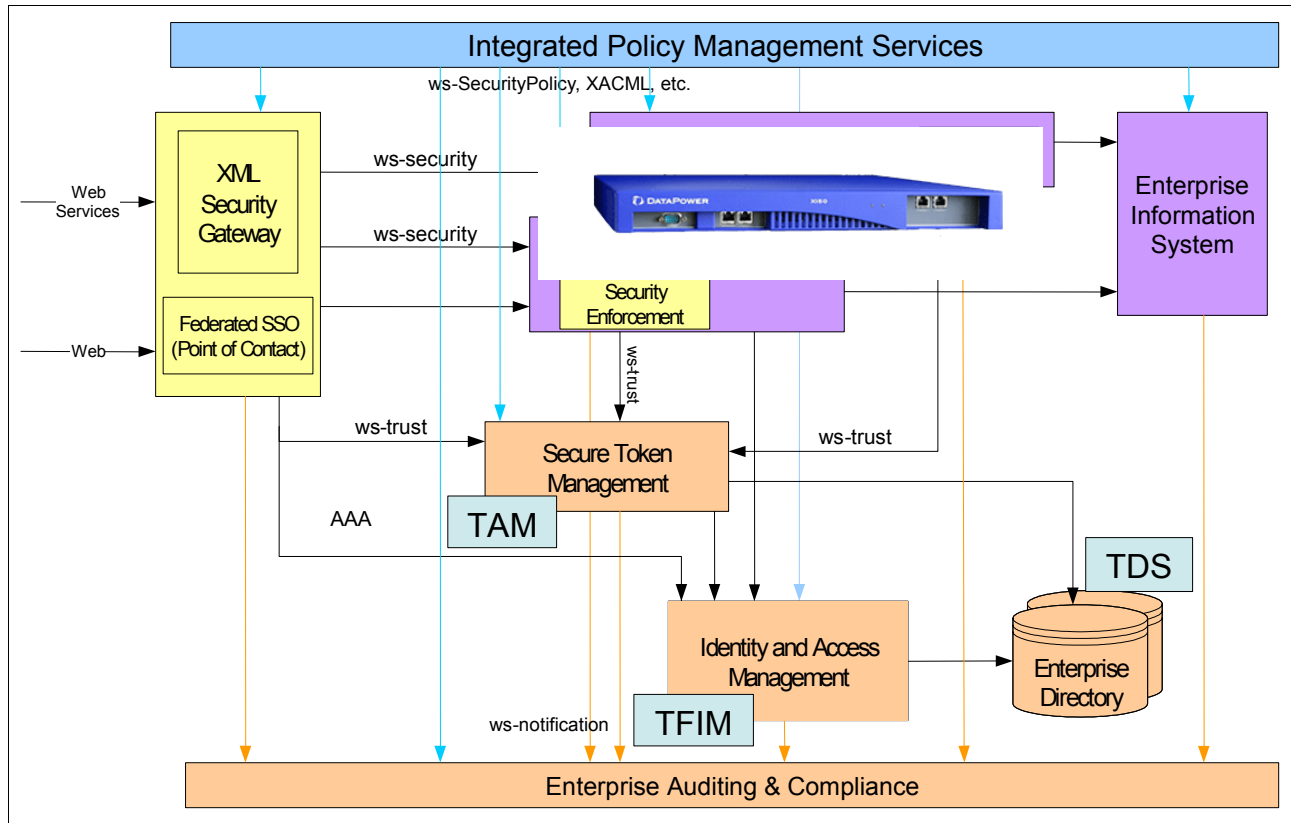 Integrated Policy Management Services
ws-SecurityPolicy, XACML, etc.
XML
Security
Gateway
ws-security
Web
Services
ws-security
DATAPOWER
XI50
Enterprise
Information
System
Security
Enforcement
Federated SSO
(Point of Contact)
Web
ws-trust
ws-trust
ws-trust
Secure Token
Management
TAM
AAA
TDS
Identity and Access
Management
Enterprise
Directory
TFIM
ws-notification
Enterprise Auditing & Compliance